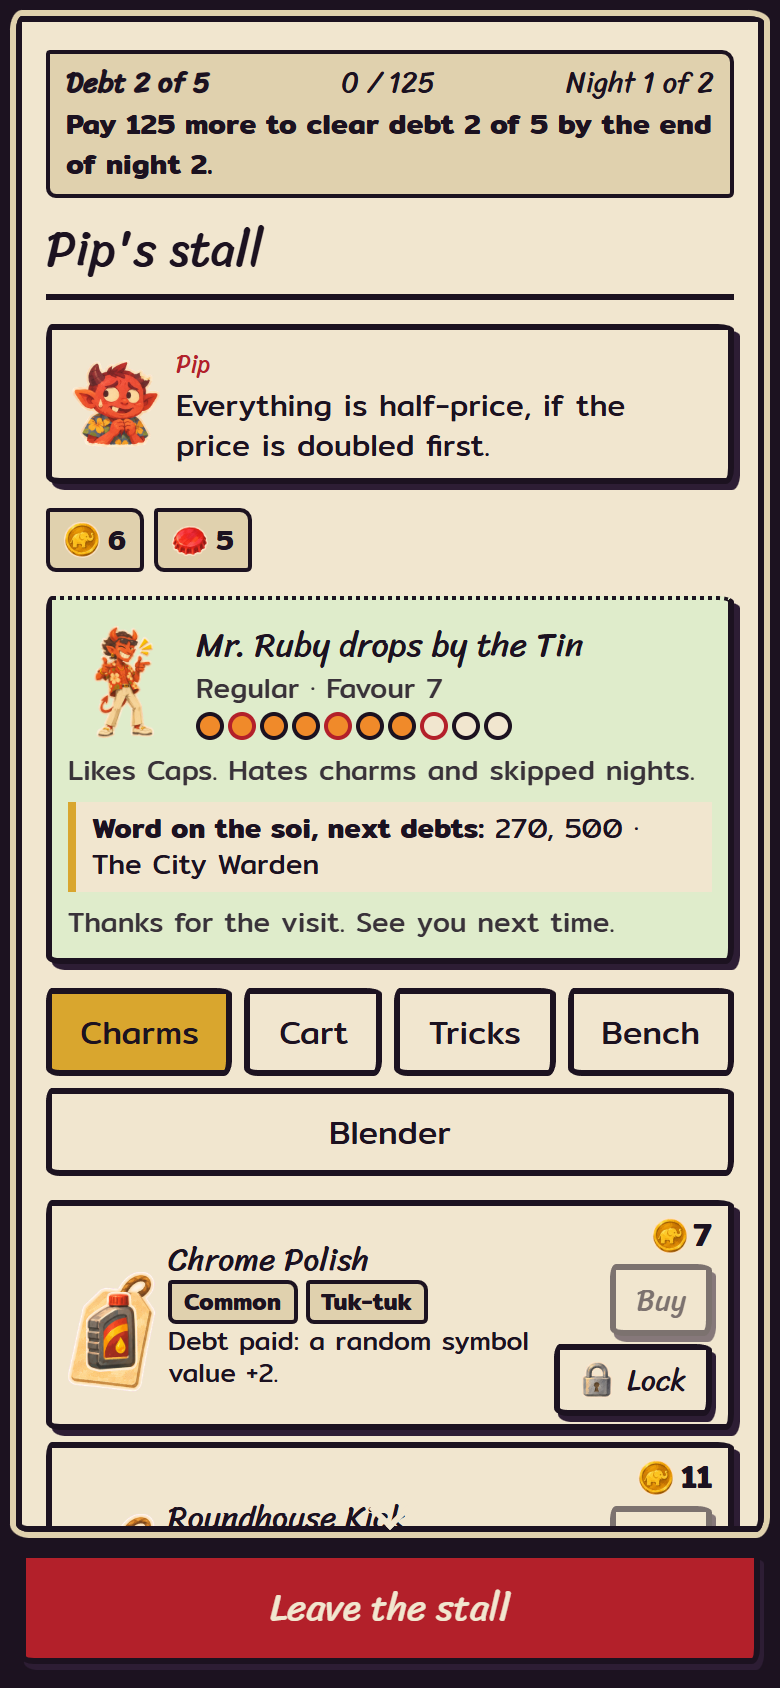 Debt 2 of 5 0 / 125 Night 1 of 2
Pay 125 more to clear debt 2 of 5 by the end
of night 2.
Pip's stall
Pip
Everything is half-price, if the
price is doubled first.
6 5
Mr. Ruby drops by the Tin
Regular · Favour 7
Likes Caps. Hates charms and skipped nights.
Word on the soi, next debts: 270, 500 ·
The City Warden
Thanks for the visit. See you next time.
Charms Cart Tricks Bench
Blender
7
Chrome Polish
Common Tuk-tuk
Buy
Debt paid: a random symbol
value +2.
Lock
11
Roundhouse Kick
Leave the stall